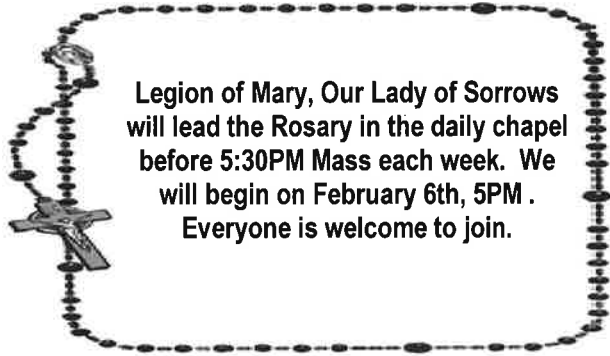 Legion of Mary, Our Lady of Sorrows
will lead the Rosary in the daily chapel
before 5:30PM Mass each week.  We
will begin on February 6th, 5PM .
Everyone is welcome to join.